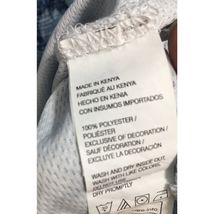 MADE IN KENYA
FABRIQUÉ AU KENYA
HECHO EN KENIA
CON INSUMOS IMPORTADOS
100% POLYESTER /
POLIÉSTER
EXCLUSIVE OF DECORATION /
SAUF DÉCORATION /
EXCLUYE LA DECORACIÓN
WASH AND DRY INSIDE OUT.
WASH WITH LIKE COLORS.
DRY PROMPTLY